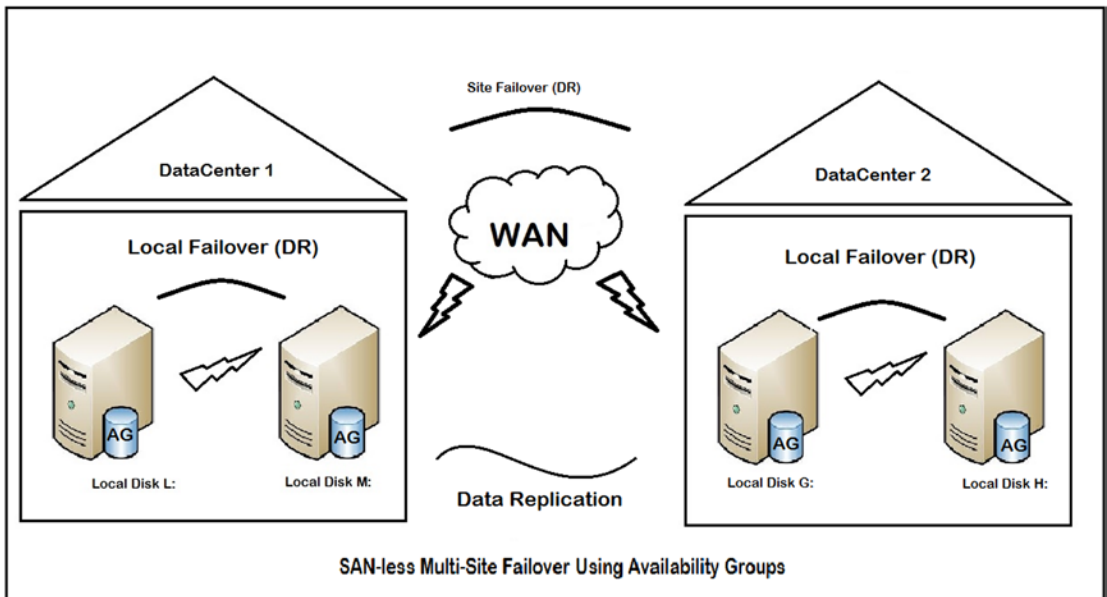 Site Failover (DR)
DataCenter 1
DataCenter 2
WAN
Local Failover (DR)
Local Failover (DR)
AG
AG
AG
AG
Local Disk L:
Local Disk M:
Local Disk G:
Local Disk H:
Data Replication
SAN-less Multi-Site Failover Using Availability Groups